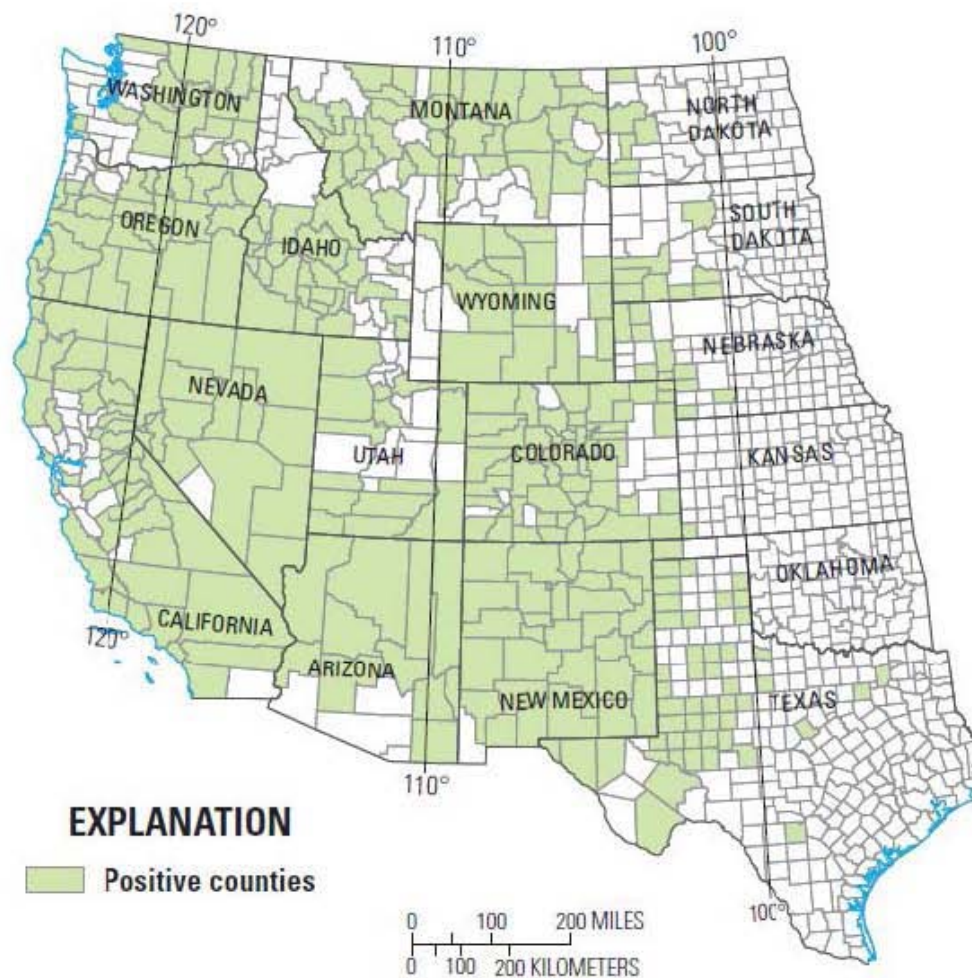 120°
110°
100°
WASHINGTON
MONTANA
NORTH
DAKOTA
OREGON
IDAHO
SOUTH
DAKOTA
WYOMING
NEBRASKA
NEVADA
UTAH
COLORADO
KANSAS
OKLAHOMA
CALIFORNIA
120°
ARIZONA
NEW MEXICO
TEXAS
110°
100°
EXPLANATION
Positive counties
0 100 200 MILES
0 100 200 KILOMETERS